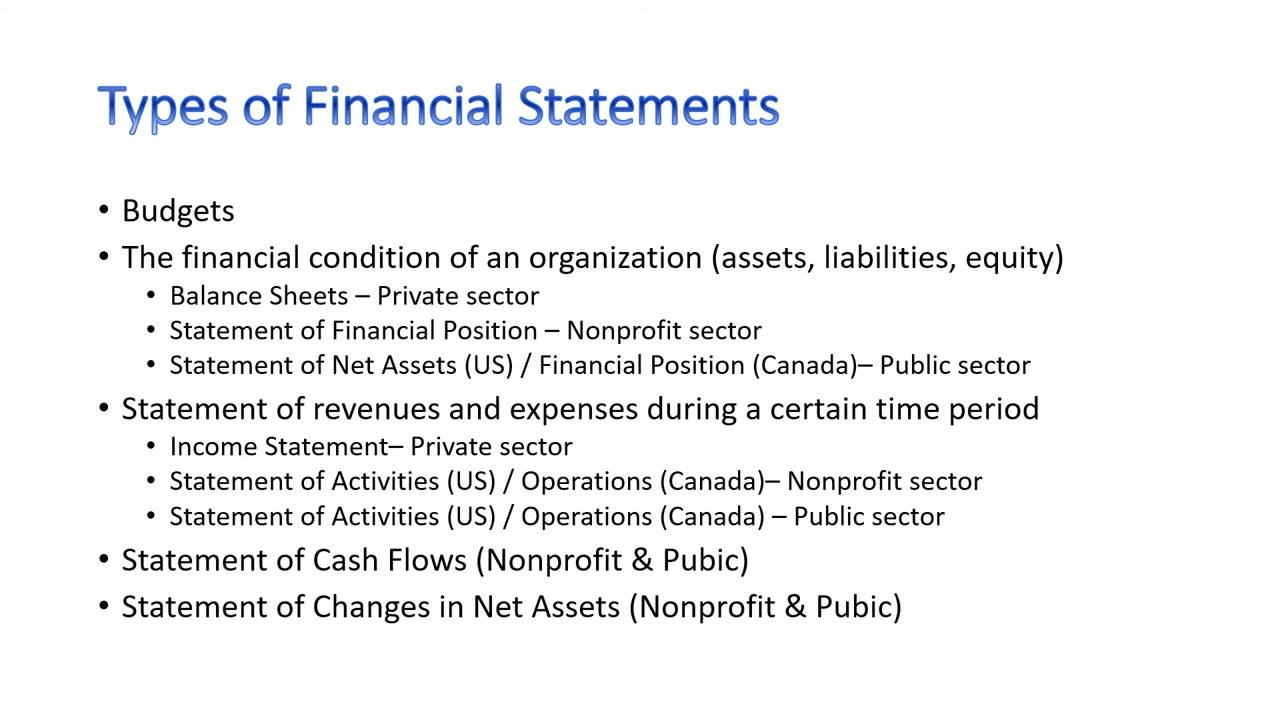 Types of Financial Statements
• Budgets
• The financial condition of an organization (assets, liabilities, equity)
• Balance Sheets – Private sector
• Statement of Financial Position – Nonprofit sector
• Statement of Net Assets (US) / Financial Position (Canada)– Public sector
• Statement of revenues and expenses during a certain time period
• Income Statement– Private sector
• Statement of Activities (US) / Operations (Canada)– Nonprofit sector
• Statement of Activities (US) / Operations (Canada) – Public sector
• Statement of Cash Flows (Nonprofit & Pubic)
• Statement of Changes in Net Assets (Nonprofit & Pubic)